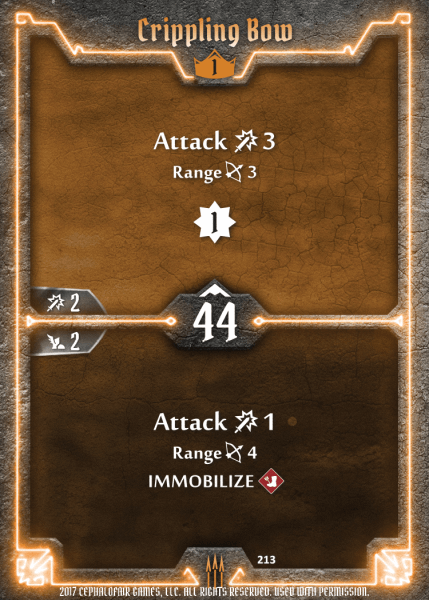 Crippling Bow
1
Attack 3
Range 3
1
2
44
2
Attack 1
Range 4
IMMOBILIZE
213
2017 CEPHALOFAIR GAMES, LLC. ALL RIGHTS RESERVED. USED WITH PERMISSION.